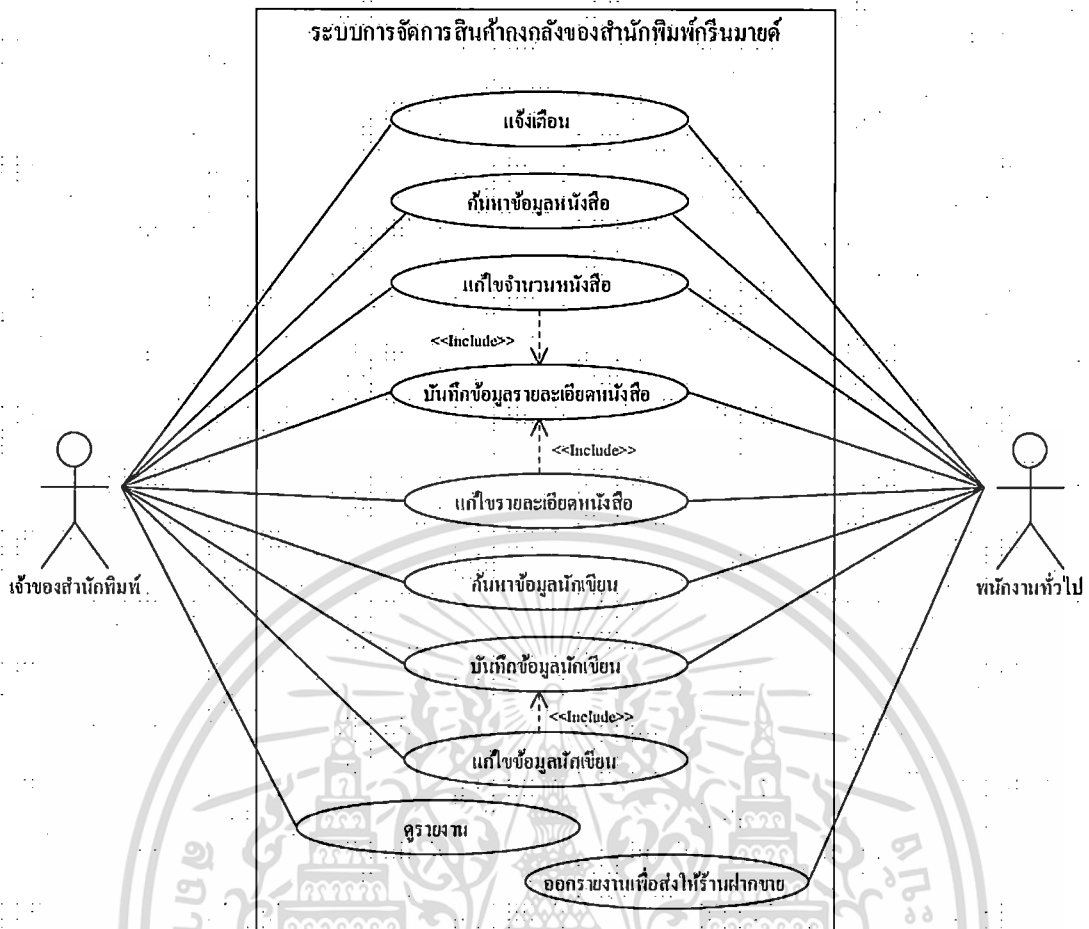 ระบบการจัดการสินค้าคงคลังของสำนักพิมพ์กรีนมายด์
แจ้งเตือน
ค้นหาข้อมูลหนังสือ
แก้ไขจำนวนหนังสือ
<<Include>>
บันทึกข้อมูลรายละเอียดหนังสือ
<<Include>>
แก้ไขรายละเอียดหนังสือ
เจ้าของสำนักพิมพ์
พนักงานทั่วไป
ค้นหาข้อมูลนักเขียน
บันทึกข้อมูลนักเขียน
<<Include>>
แก้ไขข้อมูลนักเขียน
ดูรายงาน
ออกรายงานเพื่อส่งให้ร้านฝากขาย